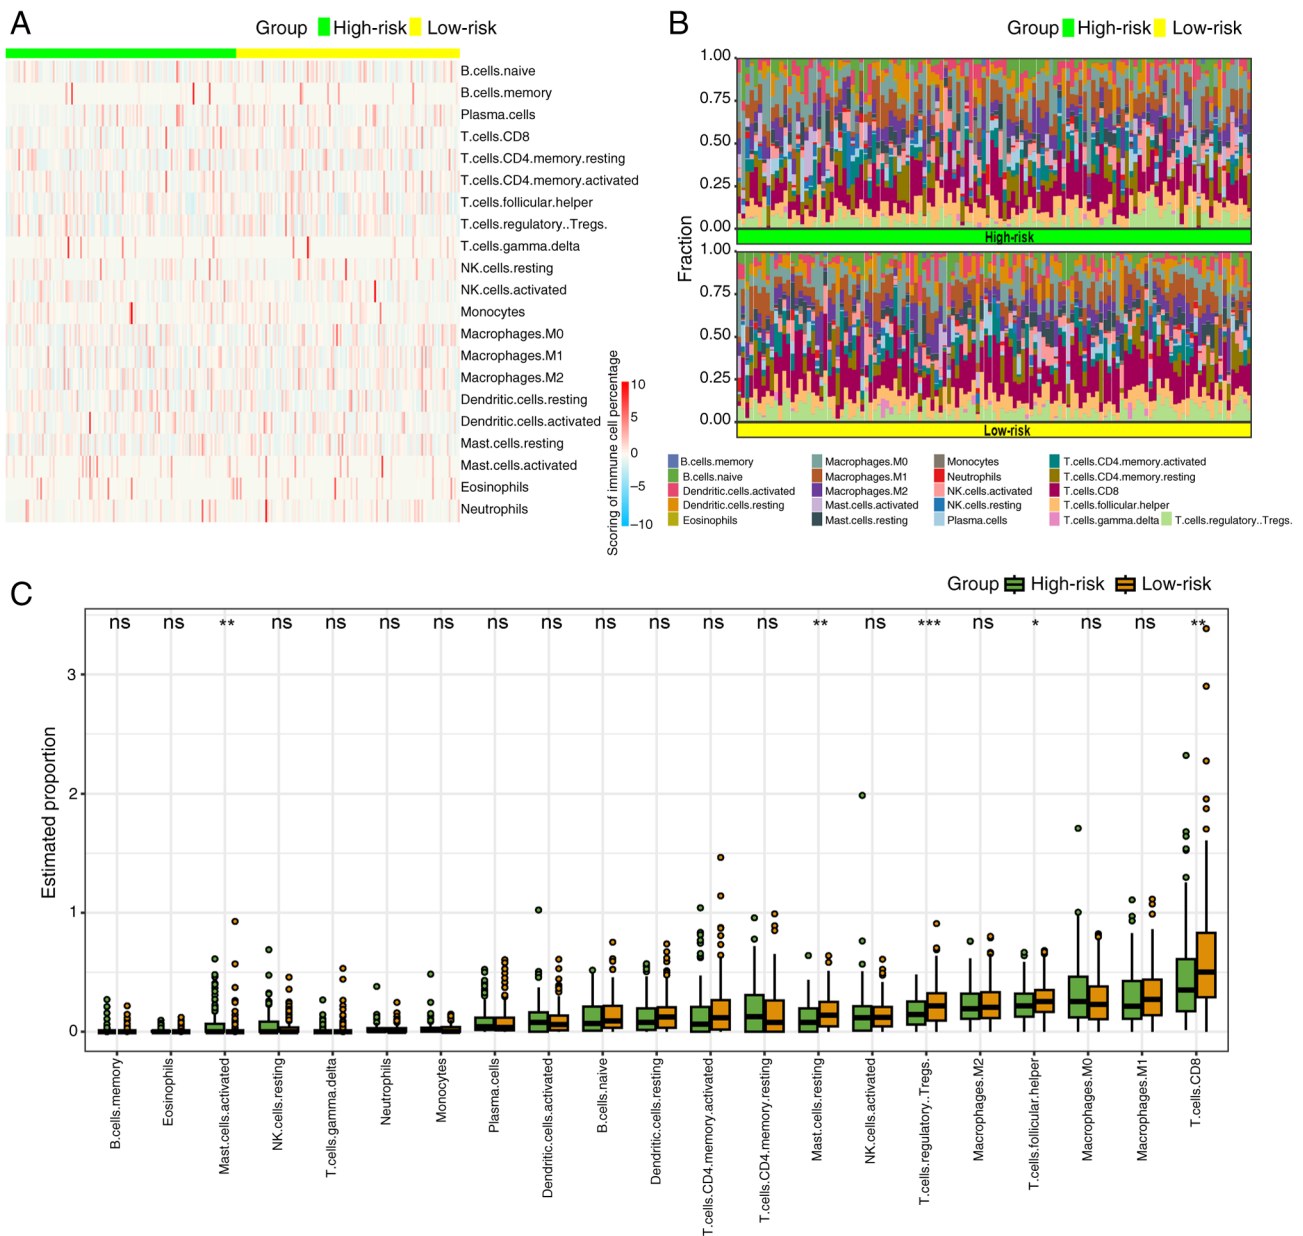 A
Group High-risk Low-risk
B.cells.naive
B.cells.memory
Plasma.cells
T.cells.CD8
T.cells.CD4.memory.resting
T.cells.CD4.memory.activated
T.cells.follicular.helper
T.cells.regulatory..Tregs.
T.cells.gamma.delta
NK.cells.resting
NK.cells.activated
Monocytes
Macrophages.M0
Macrophages.M1
Macrophages.M2
Dendritic.cells.resting
Dendritic.cells.activated
Mast.cells.resting
Mast.cells.activated
Eosinophils
Neutrophils
Scoring of immune cell percentage
10
5
0
−5
−10
B
Group High-risk Low-risk
Fraction
1.00
0.75
0.50
0.25
0.00
High-risk
1.00
0.75
0.50
0.25
0.00
Low-risk
B.cells.memory
B.cells.naive
Dendritic.cells.activated
Dendritic.cells.resting
Eosinophils
Macrophages.M0
Macrophages.M1
Macrophages.M2
Mast.cells.activated
Mast.cells.resting
Monocytes
Neutrophils
NK.cells.activated
NK.cells.resting
Plasma.cells
T.cells.CD4.memory.activated
T.cells.CD4.memory.resting
T.cells.CD8
T.cells.follicular.helper
T.cells.gamma.delta
T.cells.regulatory..Tregs.
C
Group High-risk Low-risk
ns ns ** ns ns ns ns ns ns ns ns ns ns ** ns *** ns * ns ns **
Estimated proportion
3
2
1
0
B.cells.memory
Eosinophils
Mast.cells.activated
NK.cells.resting
T.cells.gamma.delta
Neutrophils
Monocytes
Plasma.cells
Dendritic.cells.activated
B.cells.naive
Dendritic.cells.resting
T.cells.CD4.memory.activated
T.cells.CD4.memory.resting
Mast.cells.resting
NK.cells.activated
T.cells.regulatory..Tregs.
Macrophages.M2
T.cells.follicular.helper
Macrophages.M0
Macrophages.M1
T.cells.CD8